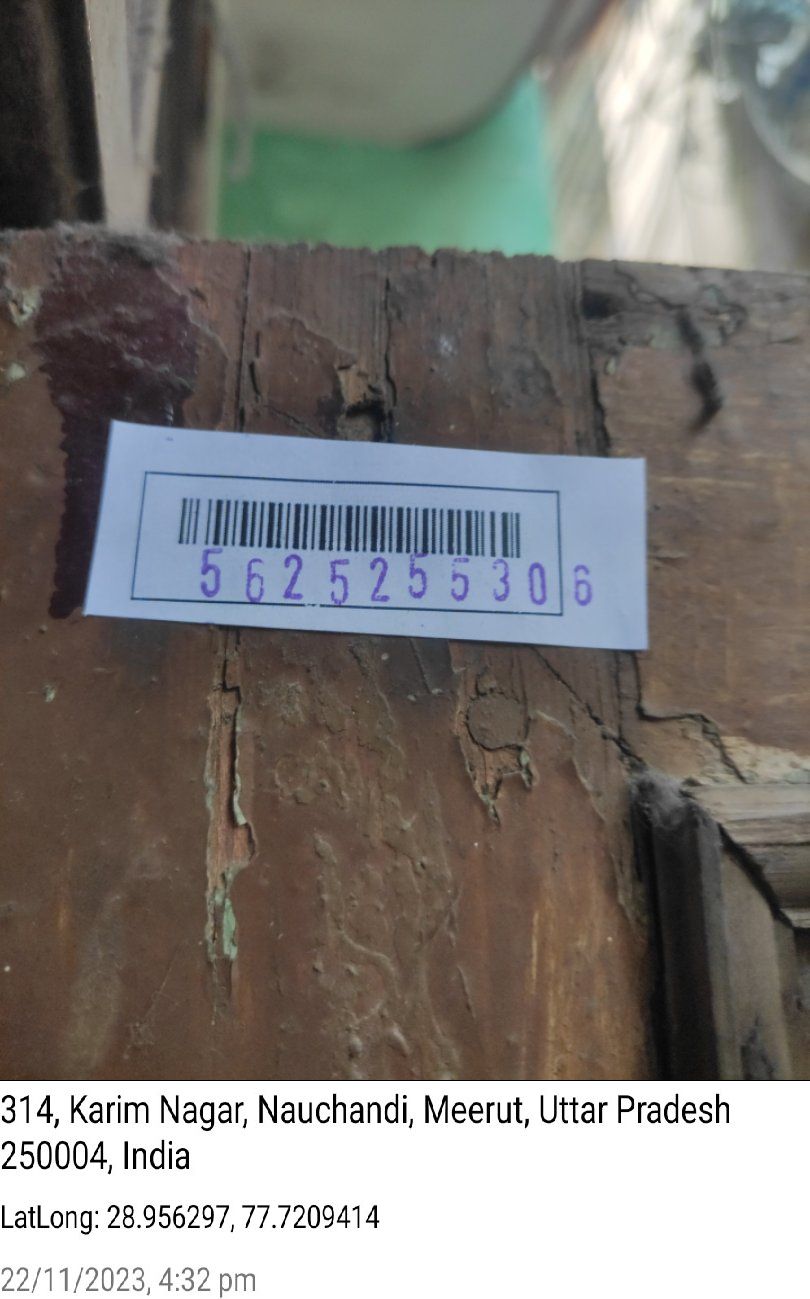 5625255306
314, Karim Nagar, Nauchandi, Meerut, Uttar Pradesh
250004, India
LatLong: 28.956297, 77.7209414
22/11/2023, 4:32 pm